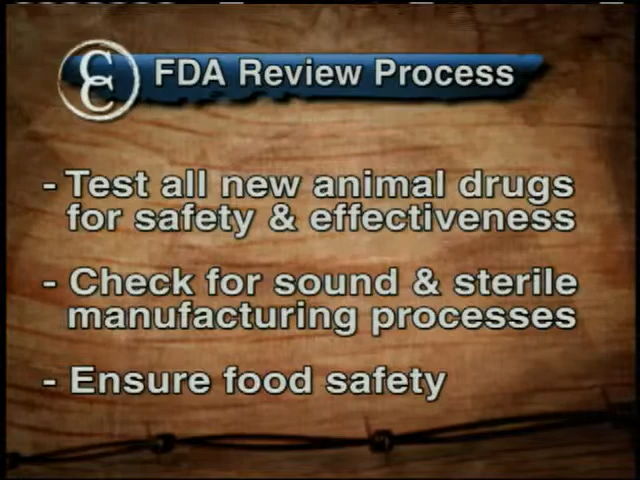 CC
FDA Review Process
- Test all new animal drugs
for safety & effectiveness
- Check for sound & sterile
manufacturing processes
- Ensure food safety